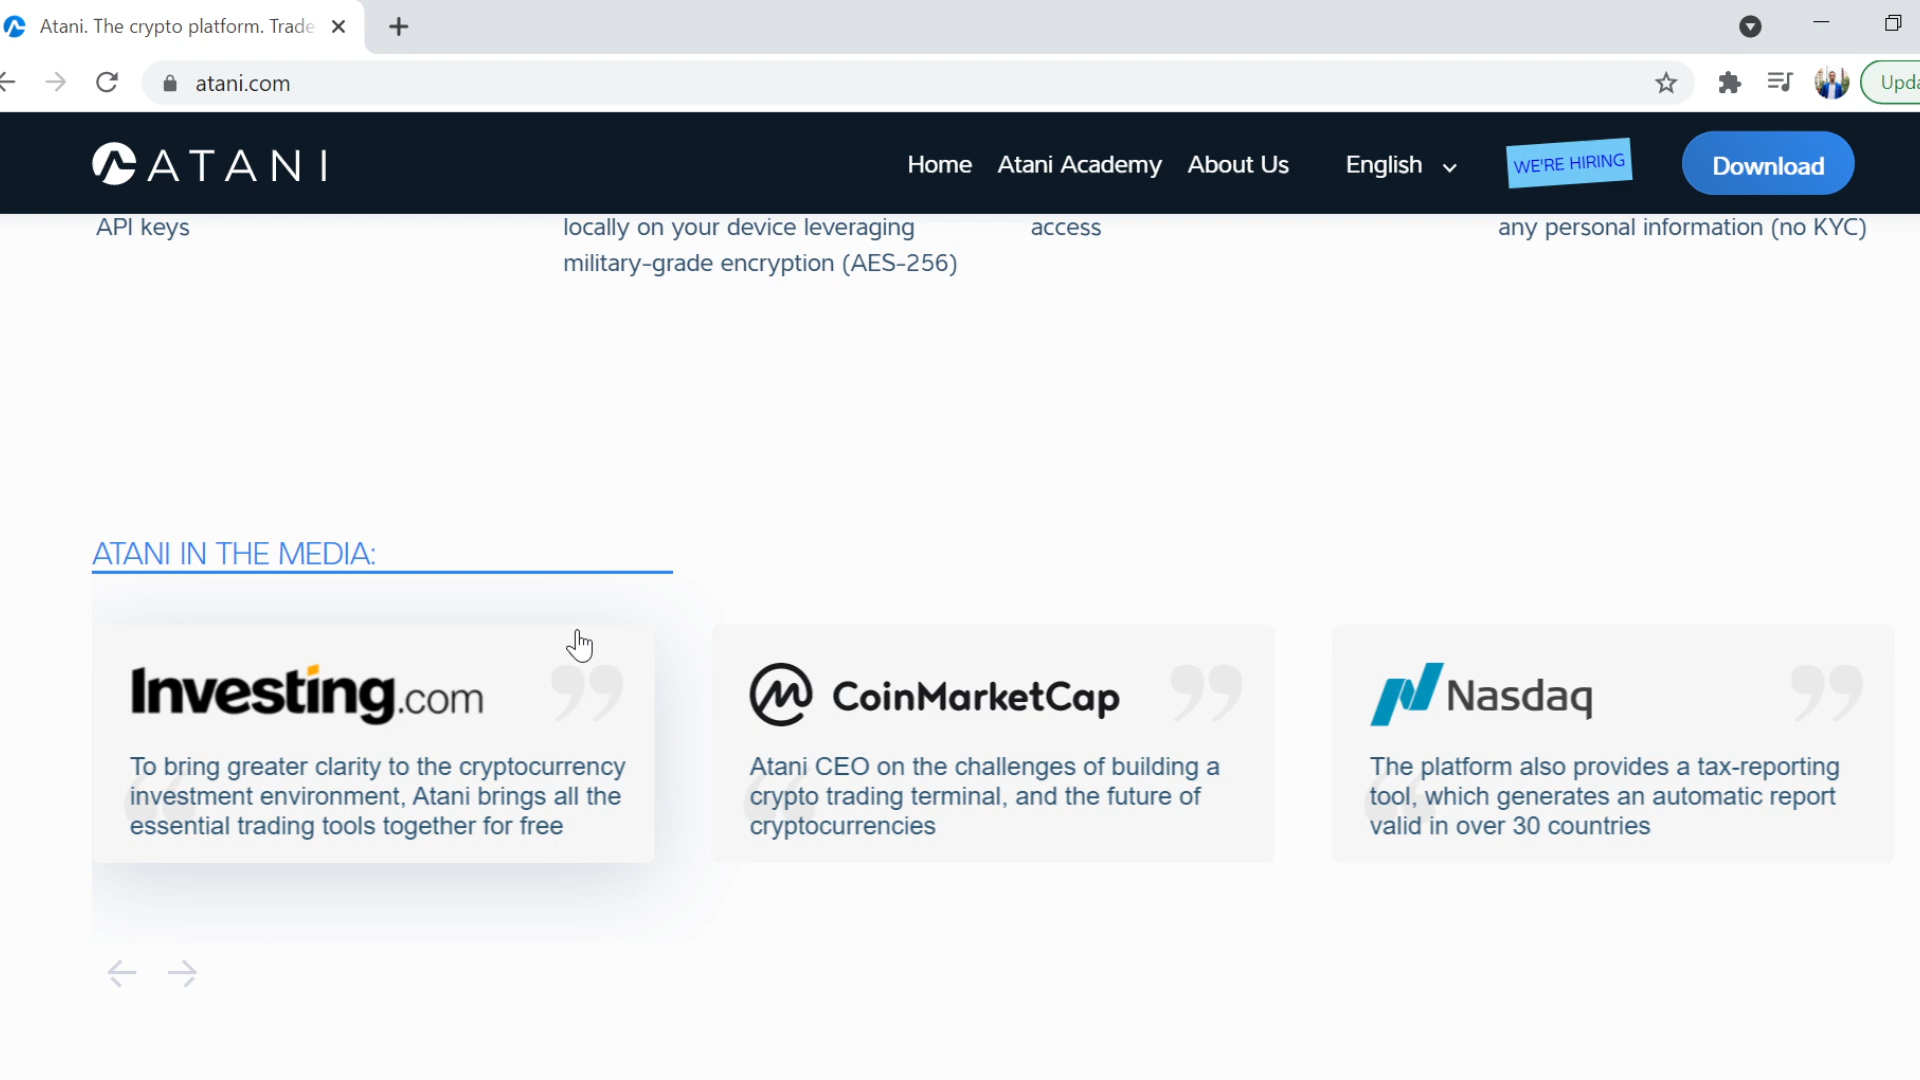 Atani. The crypto platform. Trade
atani.com
Upda
ATANI
Home Atani Academy About Us English WE'RE HIRING Download
API keys
locally on your device leveraging
military-grade encryption (AES-256)
access
any personal information (no KYC)
ATANI IN THE MEDIA:
Investing.com
To bring greater clarity to the cryptocurrency
investment environment, Atani brings all the
essential trading tools together for free
CoinMarketCap
Atani CEO on the challenges of building a
crypto trading terminal, and the future of
cryptocurrencies
Nasdaq
The platform also provides a tax-reporting
tool, which generates an automatic report
valid in over 30 countries